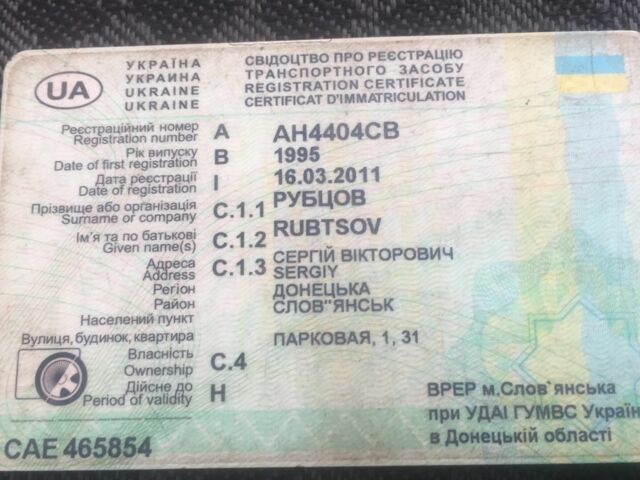 UA
УКРАЇНА
УКРАИНА
UKRAINE
UKRAINE
СВІДОЦТВО ПРО РЕЄСТРАЦІЮ
ТРАНСПОРТНОГО ЗАСОБУ
REGISTRATION CERTIFICATE
CERTIFICAT D'IMMATRICULATION
Реєстраційний номер A АН4404СВ
Registration number
Рік випуску B 1995
Date of first registration
Дата реєстрації I 16.03.2011
Date of registration
Прізвище або організація C.1.1 РУБЦОВ
Surname or company
RUBTSOV
Ім'я та по батькові C.1.2 СЕРГІЙ ВІКТОРОВИЧ
Given name(s)
SERGIY
Адреса C.1.3
Address
Регіон ДОНЕЦЬКА
Район СЛОВ"ЯНСЬК
Населений пункт
Вулиця, будинок, квартира ПАРКОВАЯ, 1, 31
Власність C.4
Ownership
Дійсне до H
Period of validity
ВРЕР м.Слов`янська
при УДАІ ГУМВС Україн
в Донецькій області
САЕ 465854